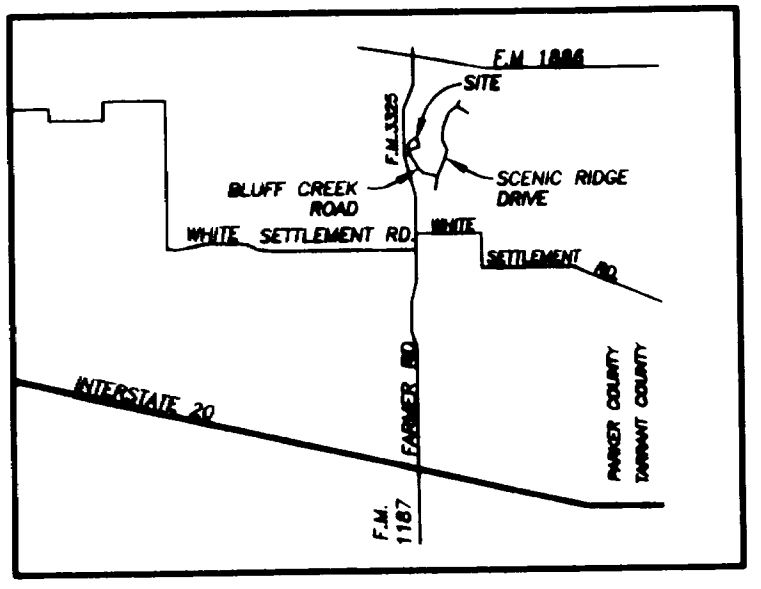 F.M. 1886
SITE
F.M.3325
BLUFF CREEK
ROAD
SCENIC RIDGE
DRIVE
WHITE SETTLEMENT RD.
WHITE
SETTLEMENT RD.
INTERSTATE 20
FARMER RD.
PARKER COUNTY
TARRANT COUNTY
F.M.
1187